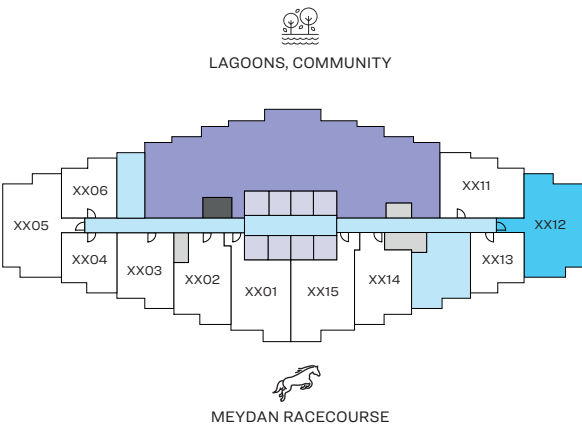 LAGOONS, COMMUNITY
XX06
XX11
XX05
XX12
XX04
XX03
XX02
XX01
XX15
XX14
XX13
MEYDAN RACECOURSE